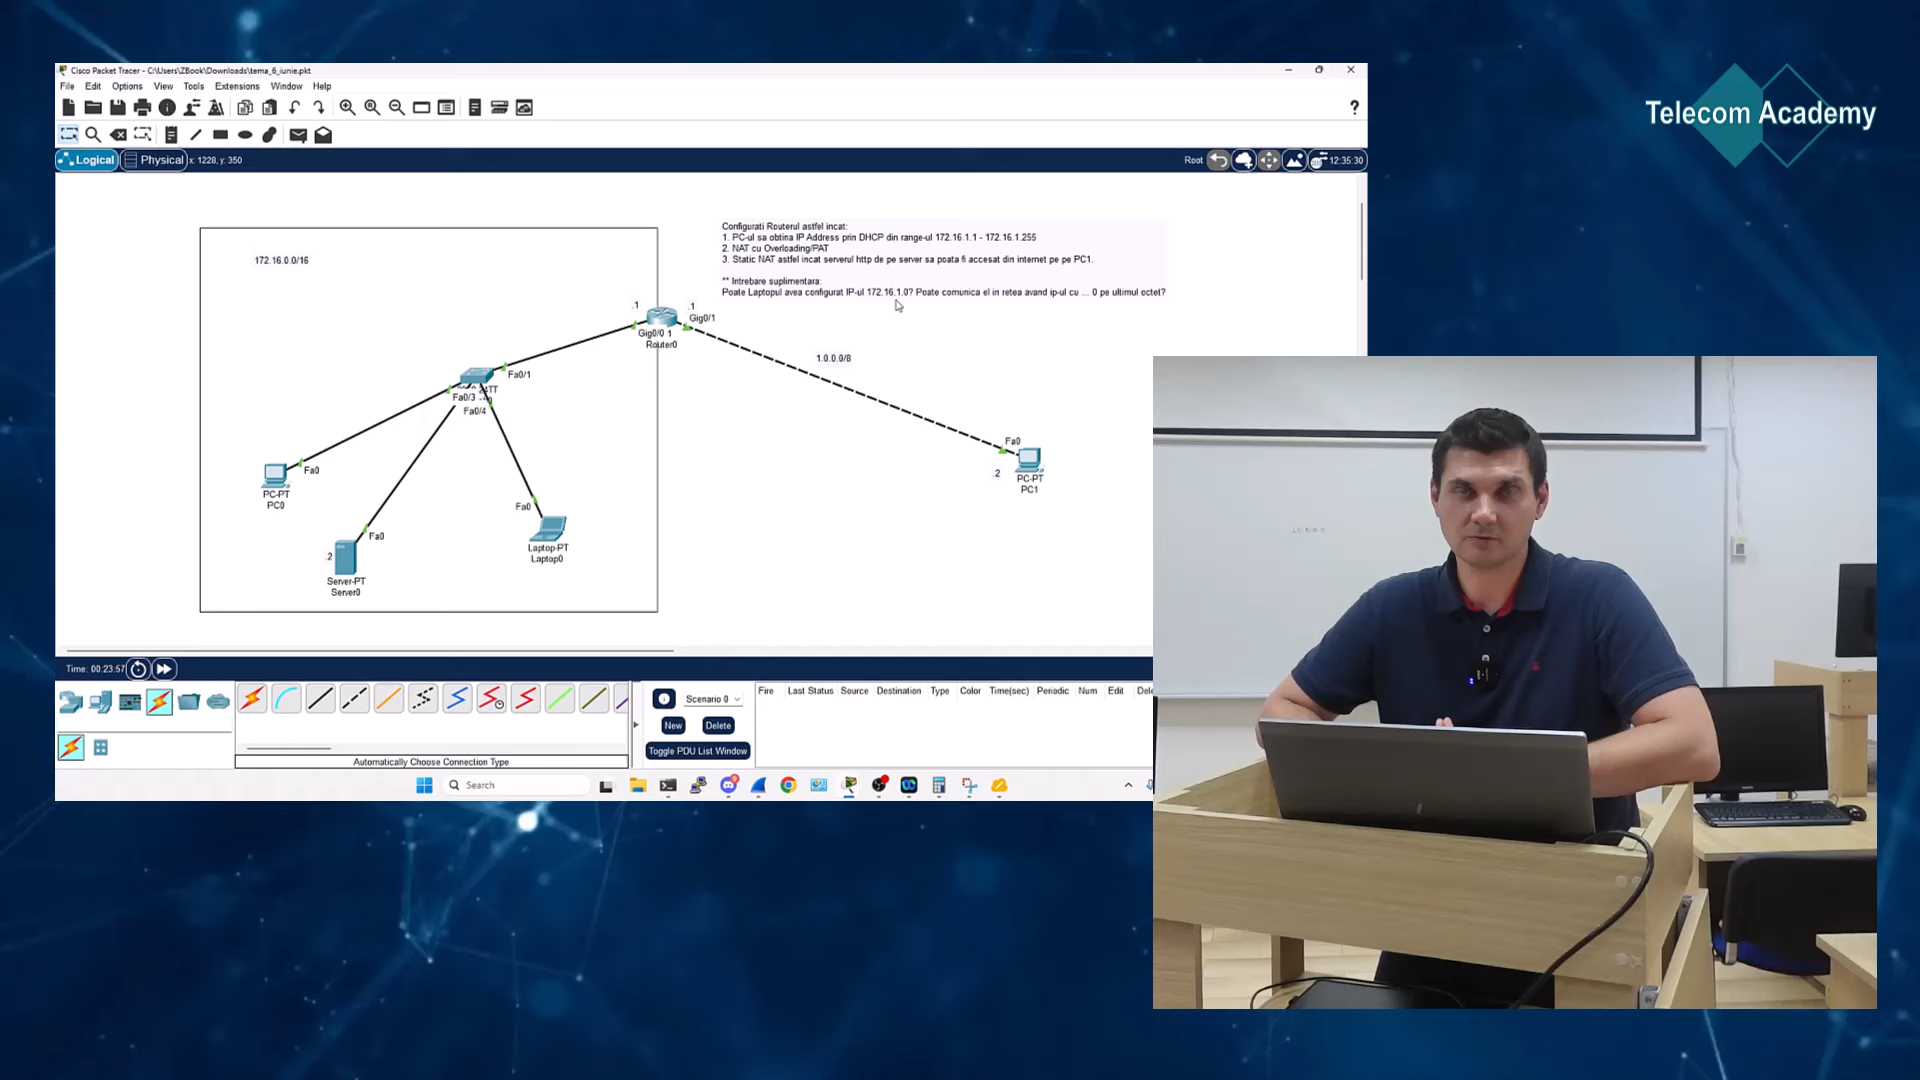 Cisco Packet Tracer - C:\Users\ZBook\Downloads\tema_6_iunie.pkt
File Edit Options View Tools Extensions Window Help
Logical Physical x: 1228, y: 350
Root 12:35:30
Telecom Academy
172.16.0.0/16
Configurati Routerul astfel incat:
1. PC-ul sa obtina IP Address prin DHCP din range-ul 172.16.1.1 - 172.16.1.255
2. NAT cu Overloading/PAT
3. Static NAT astfel incat serverul http de pe server sa poata fi accesat din internet pe pe PC1.
** Intrebare suplimentara:
Poate Laptopul avea configurat IP-ul 172.16.1.0? Poate comunica el in retea avand ip-ul cu ... 0 pe ultimul octet?
.1
.1
Gig0/1
Gig0/0 1
Router0
1.0.0.0/8
Fa0/1
24TT
Fa0/3
Fa0/4
Fa0
PC-PT
PC0
Fa0
.2
Server-PT
Server0
Fa0
Laptop-PT
Laptop0
Fa0
.2
PC-PT
PC1
Time: 00:23:57
Scenario 0
New Delete
Toggle PDU List Window
Fire Last Status Source Destination Type Color Time(sec) Periodic Num Edit Dele
Automatically Choose Connection Type
Search